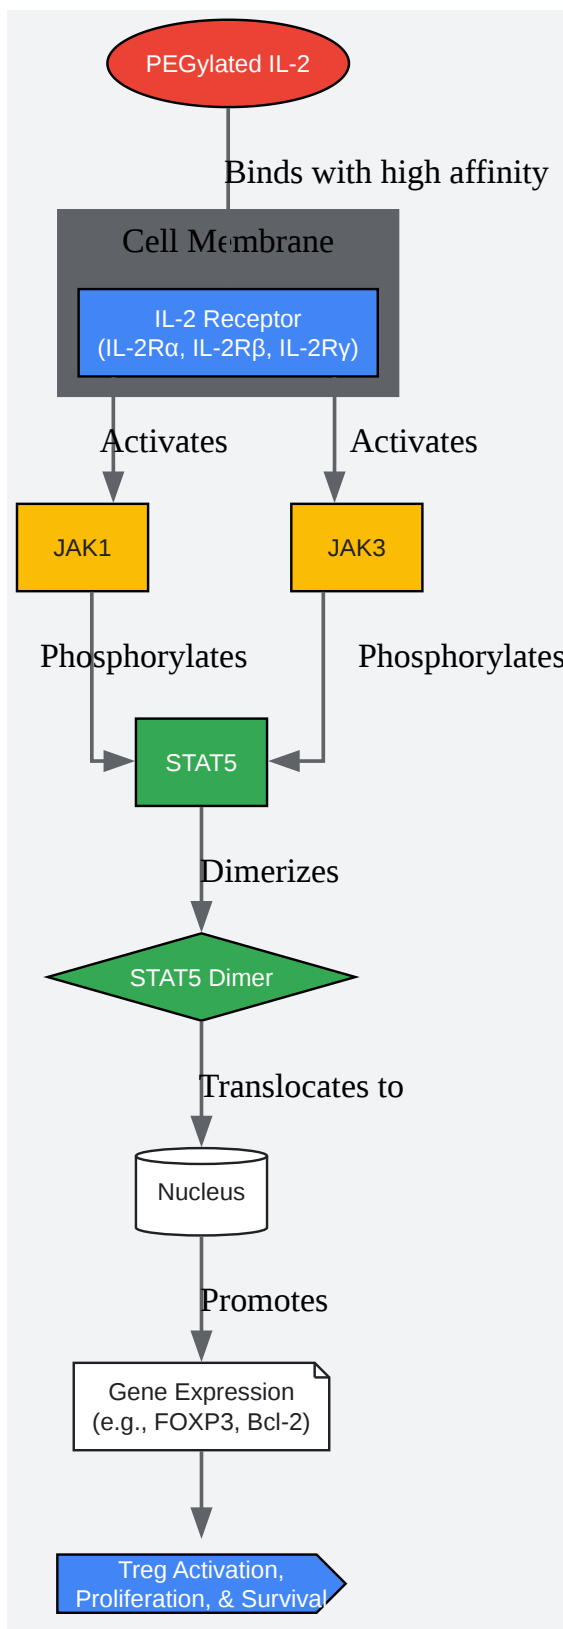 PEGylated IL-2
Binds with high affinity
Cell Membrane
IL-2 Receptor
(IL-2Rα, IL-2Rβ, IL-2Rγ)
Activates
Activates
JAK1
JAK3
Phosphorylates
Phosphorylates
STAT5
Dimerizes
STAT5 Dimer
Translocates to
Nucleus
Promotes
Gene Expression
(e.g., FOXP3, Bcl-2)
Treg Activation,
Proliferation, & Survival